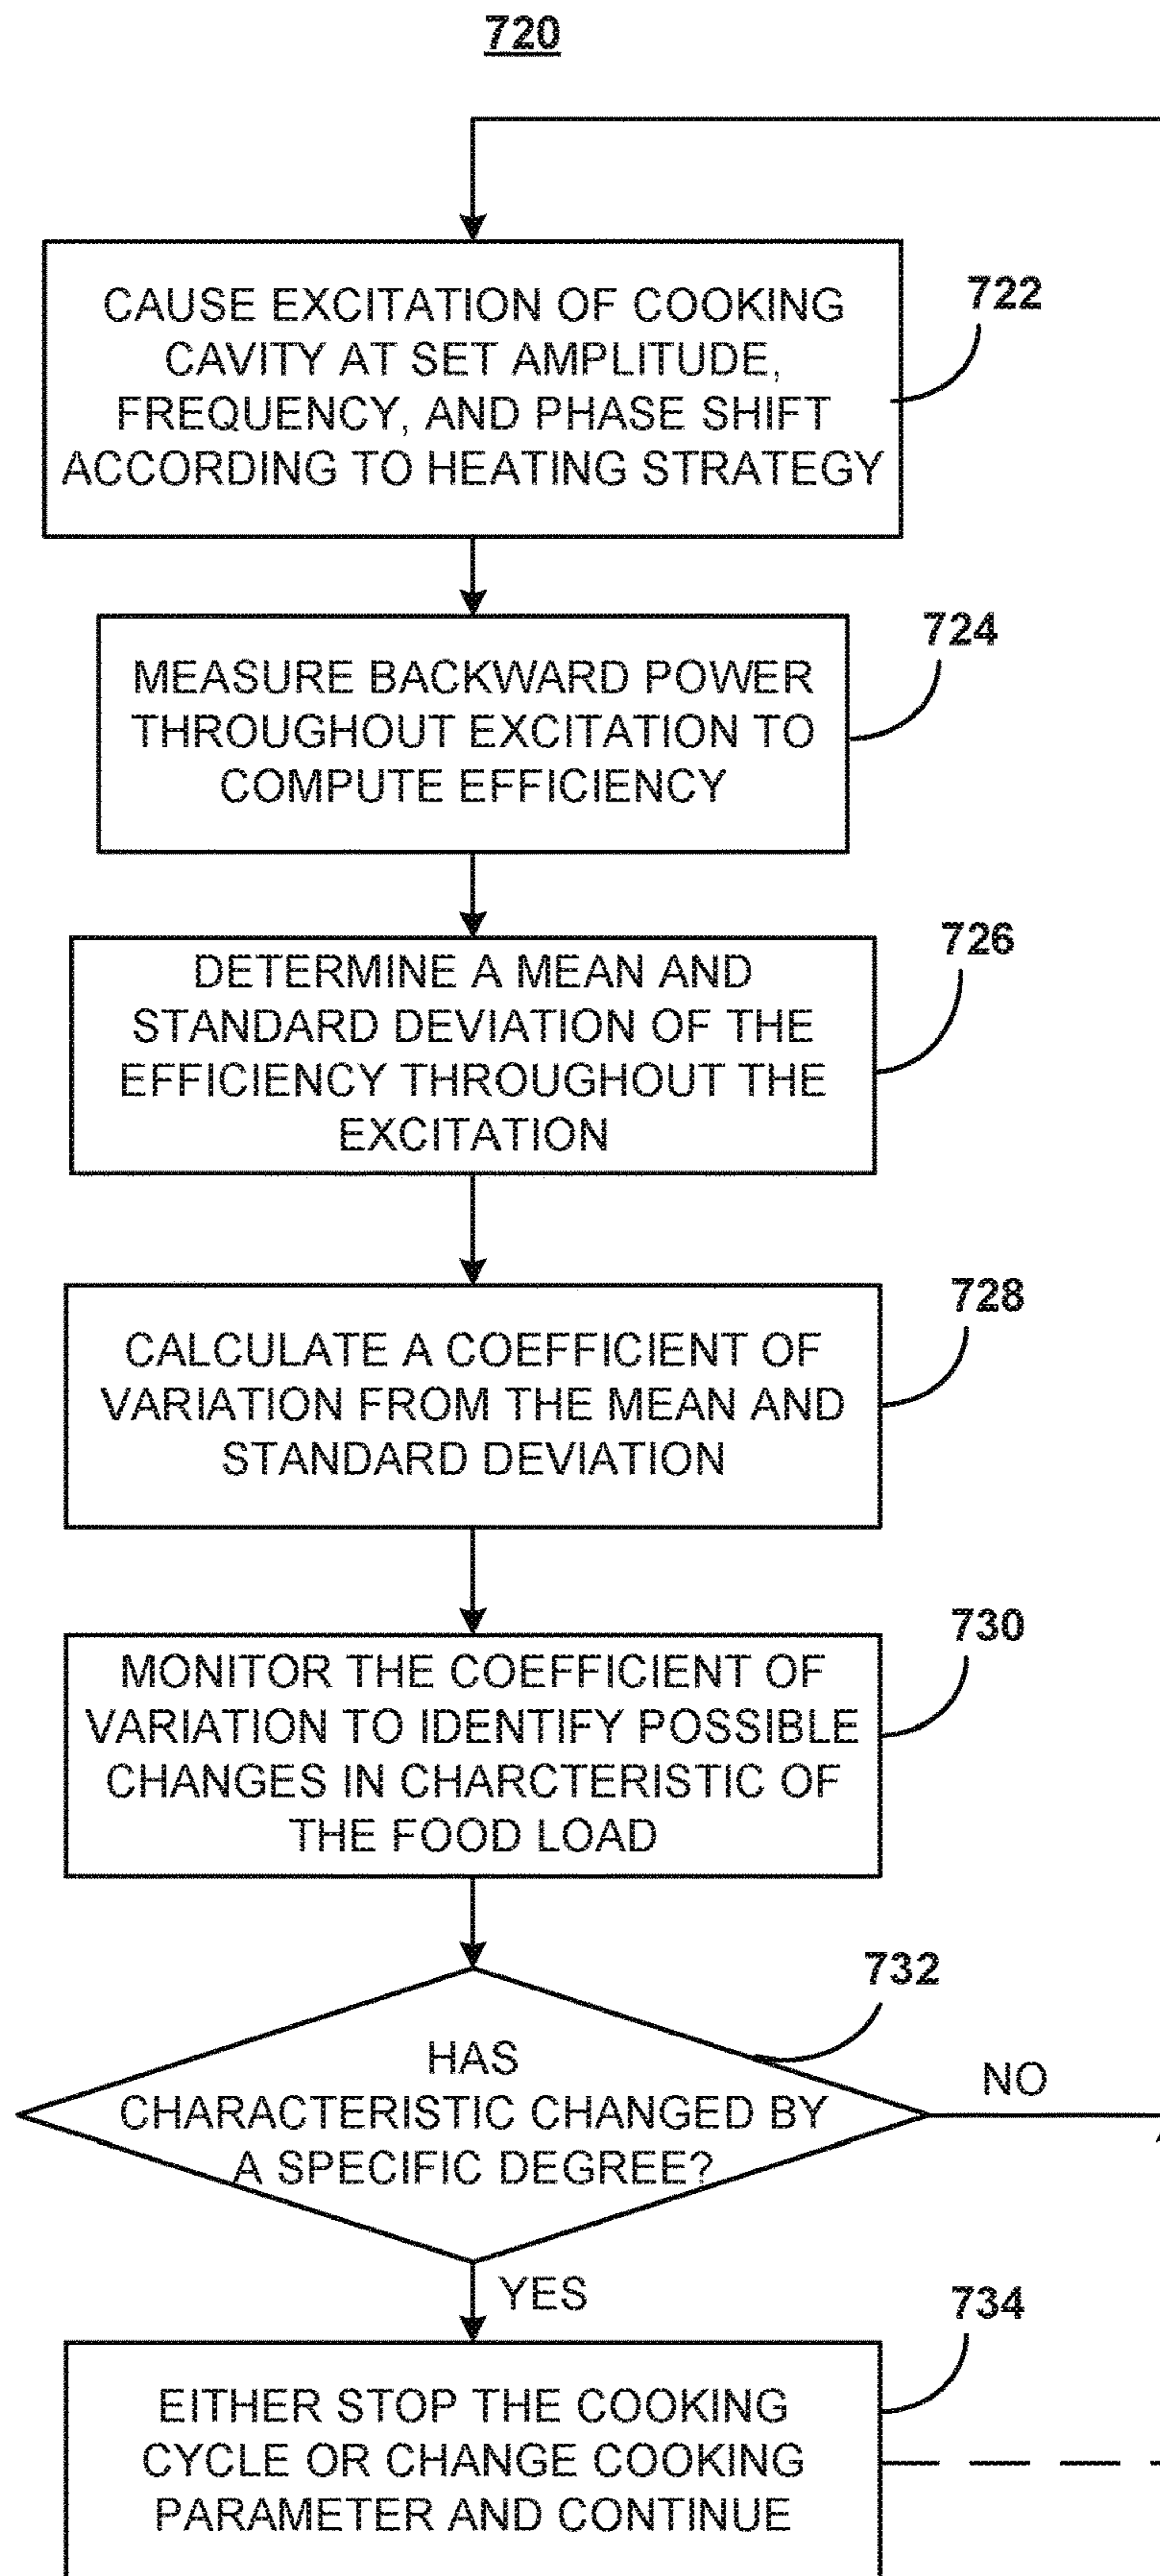 720
CAUSE EXCITATION OF COOKING
CAVITY AT SET AMPLITUDE,
FREQUENCY, AND PHASE SHIFT
ACCORDING TO HEATING STRATEGY
722
MEASURE BACKWARD POWER
THROUGHOUT EXCITATION TO
COMPUTE EFFICIENCY
724
DETERMINE A MEAN AND
STANDARD DEVIATION OF THE
EFFICIENCY THROUGHOUT THE
EXCITATION
726
CALCULATE A COEFFICIENT OF
VARIATION FROM THE MEAN AND
STANDARD DEVIATION
728
MONITOR THE COEFFICIENT OF
VARIATION TO IDENTIFY POSSIBLE
CHANGES IN CHARCTERISTIC OF
THE FOOD LOAD
730
HAS
CHARACTERISTIC CHANGED BY
A SPECIFIC DEGREE?
732
NO
YES
EITHER STOP THE COOKING
CYCLE OR CHANGE COOKING
PARAMETER AND CONTINUE
734